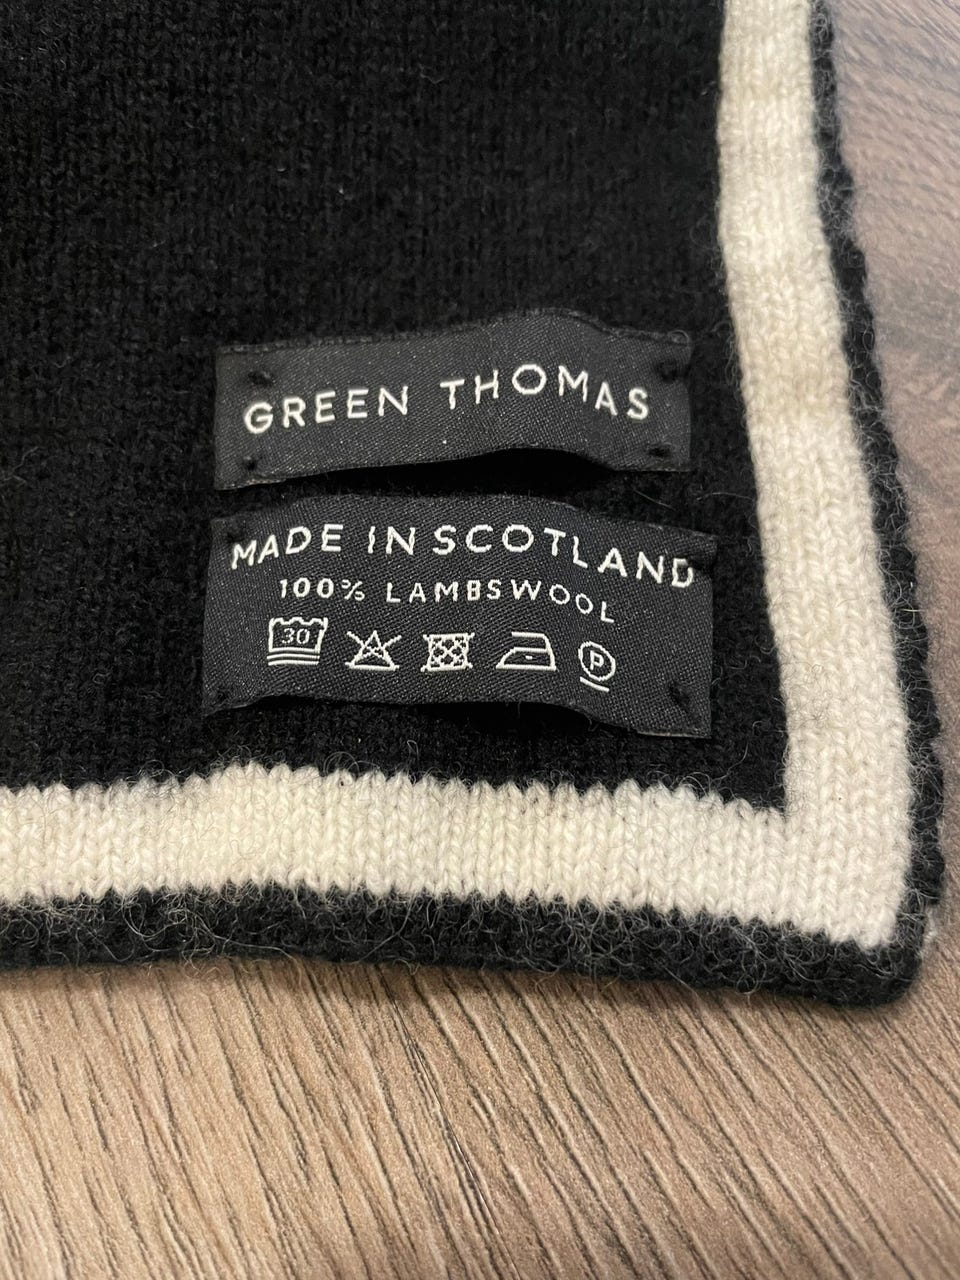 GREEN THOMAS
MADE IN SCOTLAND
100% LAMBSWOOL
30 P